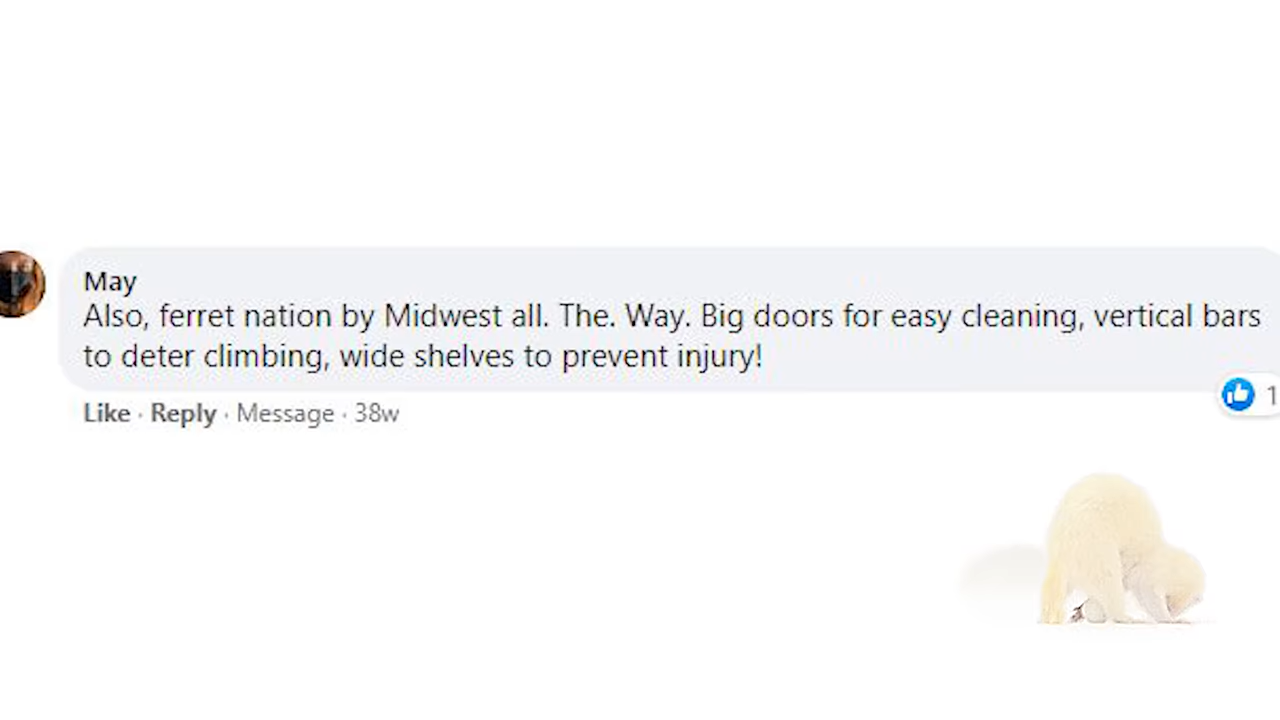 May
Also, ferret nation by Midwest all. The. Way. Big doors for easy cleaning, vertical bars
to deter climbing, wide shelves to prevent injury!
Like · Reply · Message · 38w
1